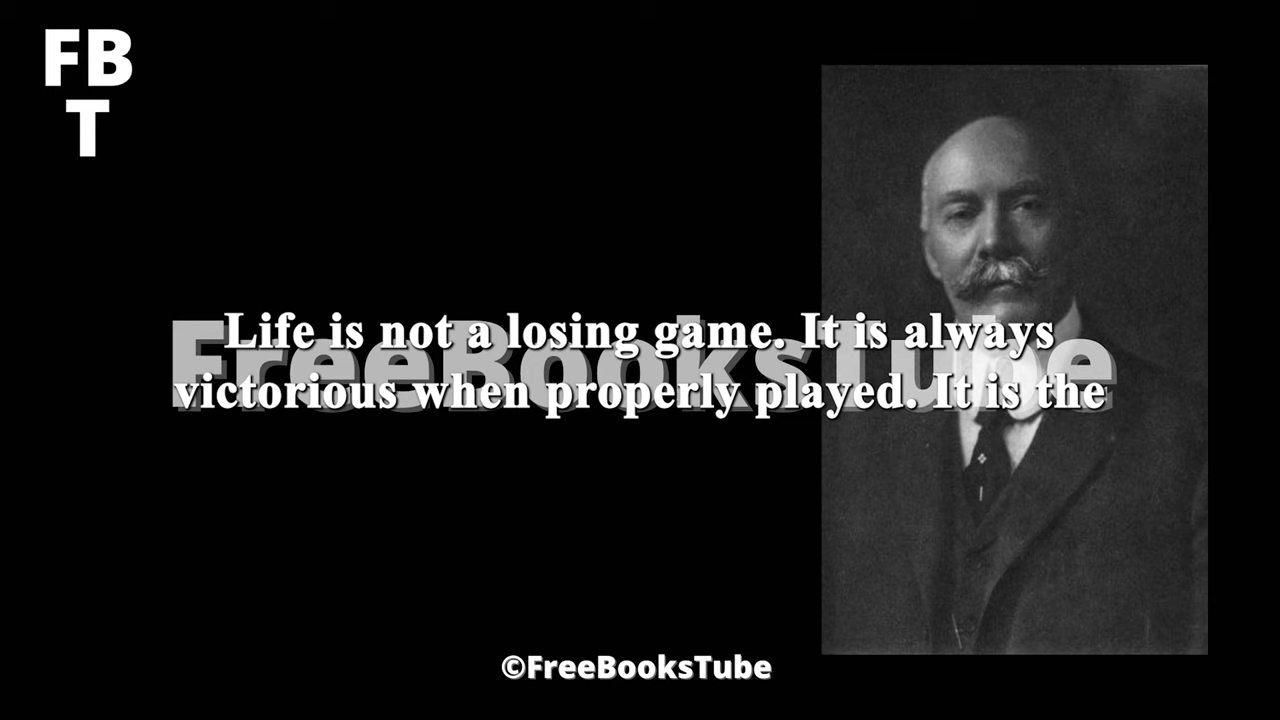 FB
T
Life is not a losing game. It is always
victorious when properly played. It is the
FreeBooksTube
©FreeBooksTube